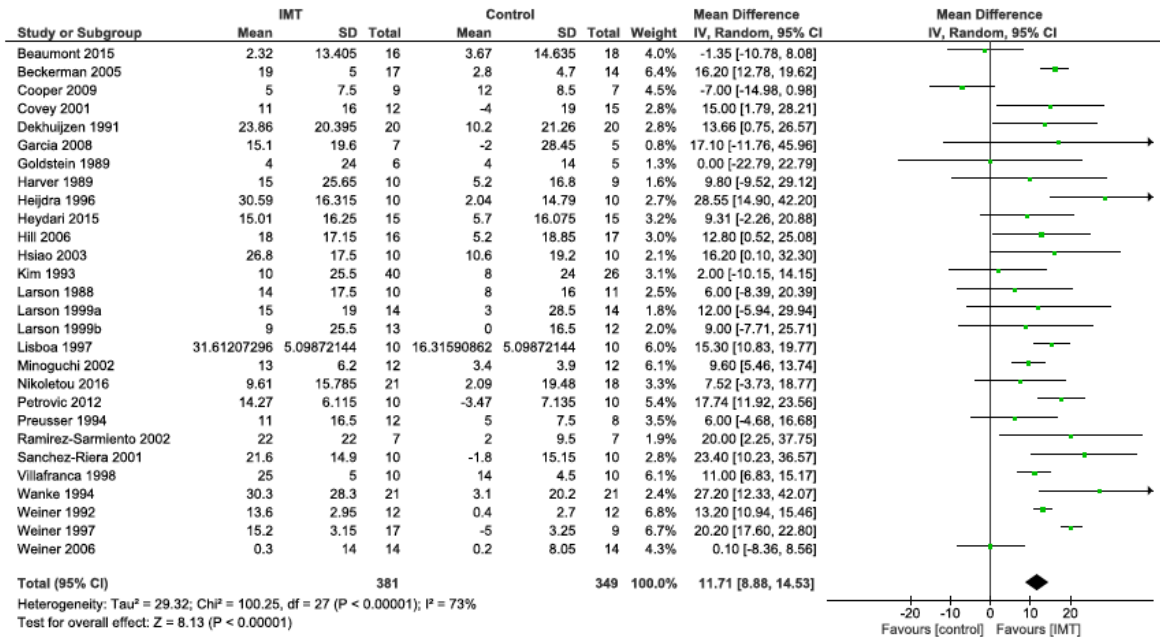 IMT Control Mean Difference Mean Difference
Study or Subgroup Mean SD Total Mean SD Total Weight IV, Random, 95% CI IV, Random, 95% CI
Beaumont 2015 2.32 13.405 16 3.67 14.635 18 4.0% -1.35 [-10.78, 8.08]
Beckerman 2005 19 5 17 2.8 4.7 14 6.4% 16.20 [12.78, 19.62]
Cooper 2009 5 7.5 9 12 8.5 7 4.5% -7.00 [-14.98, 0.98]
Covey 2001 11 16 12 -4 19 15 2.8% 15.00 [1.79, 28.21]
Dekhuijzen 1991 23.86 20.395 20 10.2 21.26 20 2.8% 13.66 [0.75, 26.57]
Garcia 2008 15.1 19.6 7 -2 28.45 5 0.8% 17.10 [-11.76, 45.96]
Goldstein 1989 4 24 6 4 14 5 1.2% 0.00 [-22.79, 22.79]
Harver 1989 15 25.65 10 5.2 16.8 9 1.6% 9.80 [-9.52, 29.12]
Heijdra 1996 30.59 16.315 10 2.04 14.79 10 2.7% 28.55 [14.90, 42.20]
Heydari 2015 15.01 16.25 15 5.7 16.075 15 3.2% 9.31 [-2.26, 20.88]
Hill 2006 18 17.15 16 5.2 18.85 17 3.0% 12.80 [0.52, 25.08]
Hsiao 2003 26.8 17.5 10 10.6 19.2 10 2.1% 16.20 [0.10, 32.30]
Kim 1993 10 25.5 40 8 24 26 3.1% 2.00 [-10.15, 14.15]
Larson 1988 14 17.5 10 8 16 11 2.5% 6.00 [-8.39, 20.39]
Larson 1999a 15 19 14 3 28.5 14 1.8% 12.00 [-5.94, 29.94]
Larson 1999b 9 25.5 13 0 16.5 12 2.0% 9.00 [-7.71, 25.71]
Lisboa 1997 31.61207296 5.09872144 10 16.31590862 5.09872144 10 6.0% 15.30 [10.83, 19.77]
Minoguchi 2002 13 6.2 12 3.4 3.9 12 6.1% 9.60 [5.46, 13.74]
Nikoletou 2016 9.61 15.785 21 2.09 19.48 18 3.3% 7.52 [-3.73, 18.77]
Petrovic 2012 14.27 6.115 10 -3.47 7.135 10 5.4% 17.74 [11.92, 23.56]
Preusser 1994 11 16.5 12 5 7.5 8 3.5% 6.00 [-4.68, 16.68]
Ramirez-Sarmiento 2002 22 22 7 2 9.5 7 1.9% 20.00 [2.25, 37.75]
Sanchez-Riera 2001 21.6 14.9 10 -1.8 15.15 10 2.8% 23.40 [10.23, 36.57]
Villafranca 1998 25 5 10 14 4.5 10 6.1% 11.00 [6.83, 15.17]
Wanke 1994 30.3 28.3 21 3.1 20.2 21 2.4% 27.20 [12.33, 42.07]
Weiner 1992 13.6 2.95 12 0.4 2.7 12 6.8% 13.20 [10.94, 15.46]
Weiner 1997 15.2 3.15 17 -5 3.25 9 6.7% 20.20 [17.60, 22.80]
Weiner 2006 0.3 14 14 0.2 8.05 14 4.3% 0.10 [-8.36, 8.56]
Total (95% CI) 381 349 100.0% 11.71 [8.88, 14.53]
Heterogeneity: Tau² = 29.32; Chi² = 100.25, df = 27 (P < 0.00001); I² = 73%
Test for overall effect: Z = 8.13 (P < 0.00001)
-20 -10 0 10 20
Favours [control] Favours [IMT]